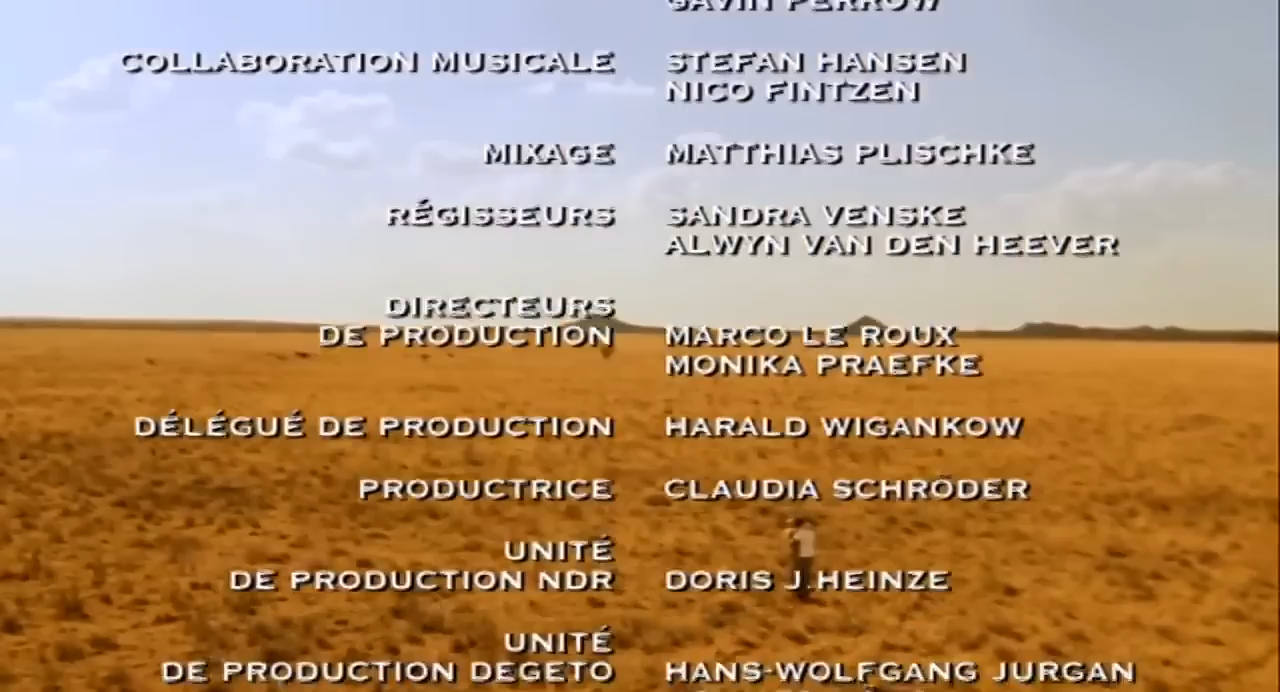 GAVIN PERROW
COLLABORATION MUSICALE STEFAN HANSEN
NICO FINTZEN
MIXAGE MATTHIAS PLISCHKE
RÉGISSEURS SANDRA VENSKE
ALWYN VAN DEN HEEVER
DIRECTEURS
DE PRODUCTION MARCO LE ROUX
MONIKA PRAEFKE
DÉLÉGUÉ DE PRODUCTION HARALD WIGANKOW
PRODUCTRICE CLAUDIA SCHRÖDER
UNITÉ
DE PRODUCTION NDR DORIS J.HEINZE
UNITÉ
DE PRODUCTION DEGETO HANS-WOLFGANG JURGAN